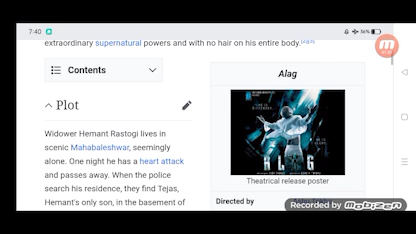 7:40
56%
extraordinary supernatural powers and with no hair on his entire body.
Contents
Alag
Plot
Widower Hemant Rastogi lives in
scenic Mahabaleshwar, seemingly
alone. One night he has a heart attack
and passes away. When the police
search his residence, they find Tejas,
Hemant's only son, in the basement of
ALAG
Theatrical release poster
Directed by
Recorded by MOBIZEN